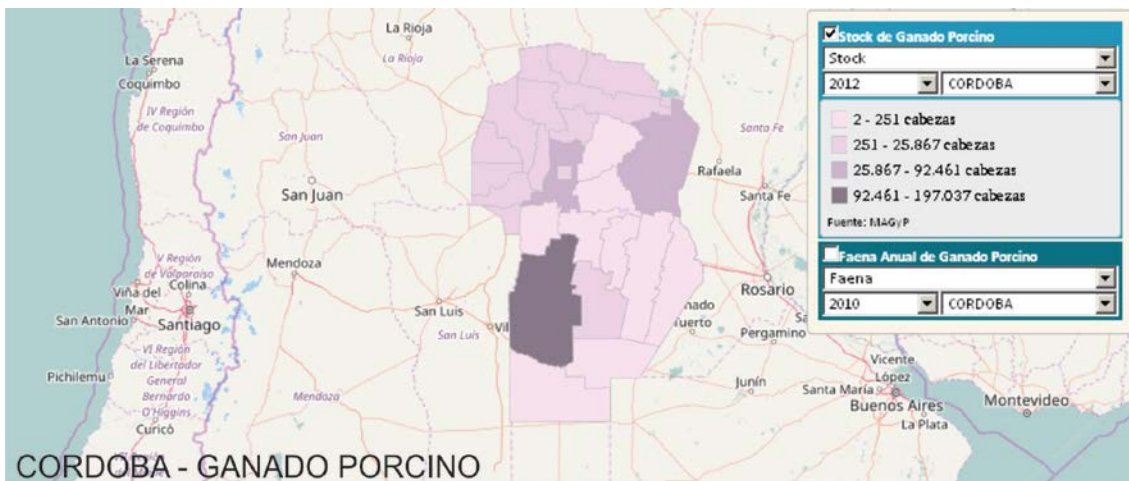 La Rioja
La Rioja
La Serena
Coquimbo
IV Región
de Coquimbo
San Juan
San Juan
Santa Fe
Rafaela
Santa Fe
Mendoza
V Región
de Valparaíso
Viña del
Mar
Colina
San Antonio
Santiago
San Luis
San Luis
Rosario
Pergamino
VI Región
del Libertador
General
Bernardo
O'Higgins
Pichilemu
Curicó
Mendoza
Junín
Vicente
López
Santa María
Buenos Aires
La Plata
Montevideo
Stock de Ganado Porcino
Stock
2012 CORDOBA
2 - 251 cabezas
251 - 25.867 cabezas
25.867 - 92.461 cabezas
92.461 - 197.037 cabezas
Fuente: MAGyP
Faena Anual de Ganado Porcino
Faena
2010 CORDOBA
CORDOBA - GANADO PORCINO